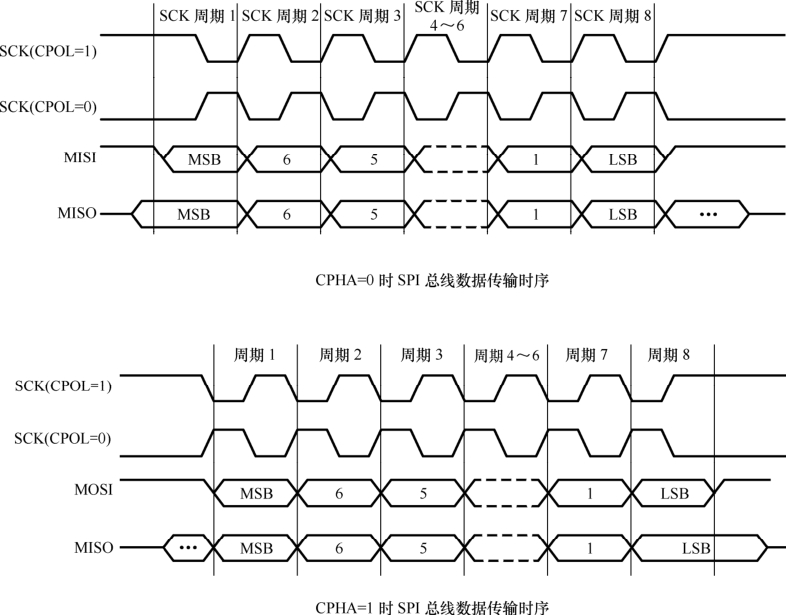 SCK 周期 1 SCK 周期 2 SCK 周期 3 SCK 周期 4～6 SCK 周期 7 SCK 周期 8
SCK(CPOL=1)
SCK(CPOL=0)
MISI MSB 6 5 1 LSB
MISO MSB 6 5 1 LSB •••
CPHA=0 时 SPI 总线数据传输时序
周期 1 周期 2 周期 3 周期 4～6 周期 7 周期 8
SCK(CPOL=1)
SCK(CPOL=0)
MOSI MSB 6 5 1 LSB
MISO ••• MSB 6 5 1 LSB
CPHA=1 时 SPI 总线数据传输时序